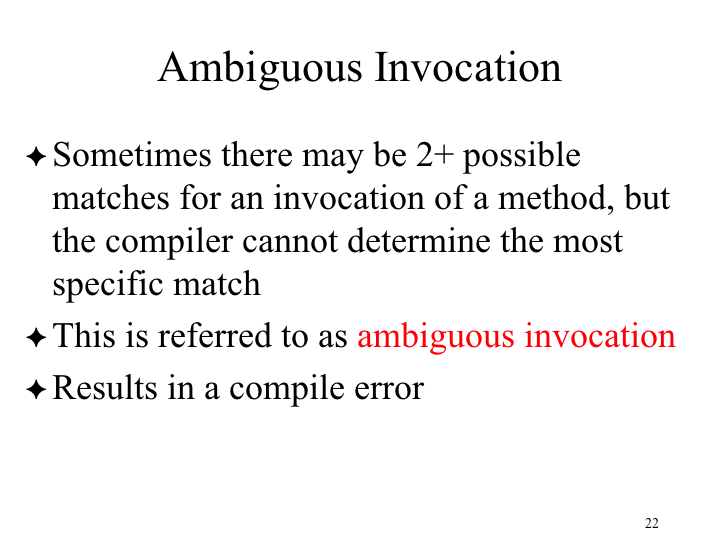 Ambiguous Invocation
✦ Sometimes there may be 2+ possible
matches for an invocation of a method, but
the compiler cannot determine the most
specific match
✦ This is referred to as ambiguous invocation
✦ Results in a compile error
22